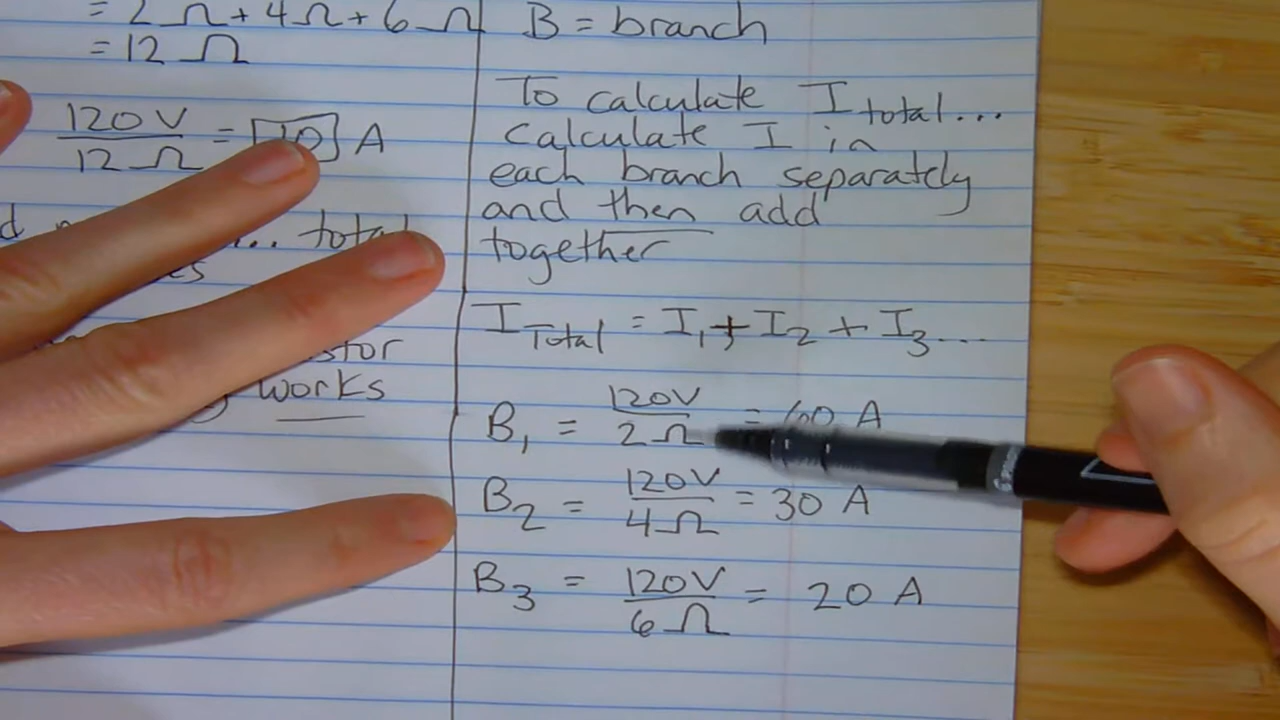 = 2 Ω + 4 Ω + 6 Ω
= 12 Ω
120 V
12 Ω
= 10 A
... total
works
B = branch
To calculate I total...
Calculate I in
each branch separately
and then add
together
I Total = I₁ + I₂ + I₃ ...
B₁ = 120V / 2 Ω = 60 A
B₂ = 120V / 4 Ω = 30 A
B₃ = 120V / 6 Ω = 20 A